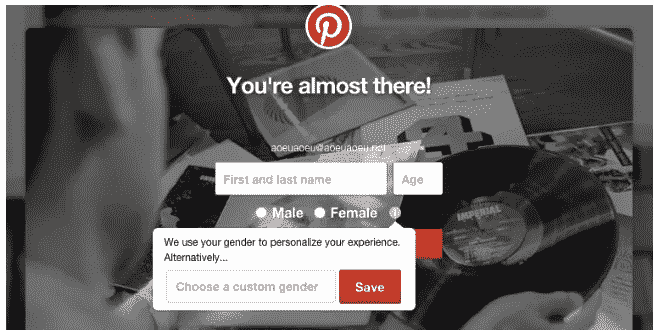 You're almost there!
aoeuaoeu@aoeuaoeu.net
First and last name
Age
Male
Female
We use your gender to personalize your experience.
Alternatively...
Choose a custom gender
Save
IMPERIAL